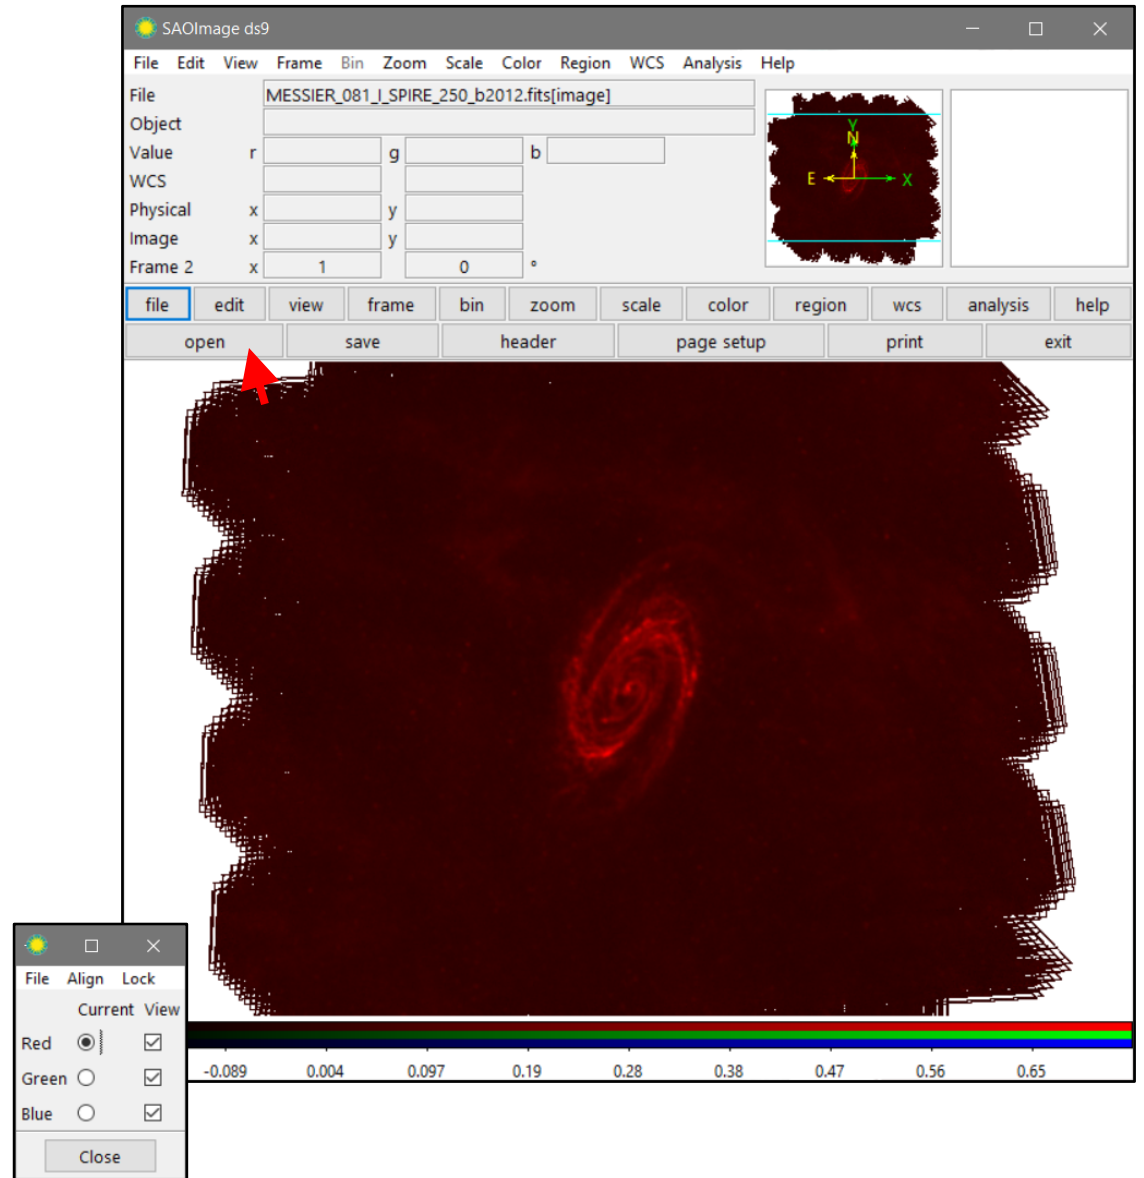 SAOImage ds9
File Edit View Frame Bin Zoom Scale Color Region WCS Analysis Help
File MESSIER_081_I_SPIRE_250_b2012.fits[image]
Object
Value r g b
WCS
Physical x y
Image x y
Frame 2 x 1 0 °
Y
N
E X
file edit view frame bin zoom scale color region wcs analysis help
open save header page setup print exit
File Align Lock
Current View
Red
Green
Blue
Close
-0.089 0.004 0.097 0.19 0.28 0.38 0.47 0.56 0.65